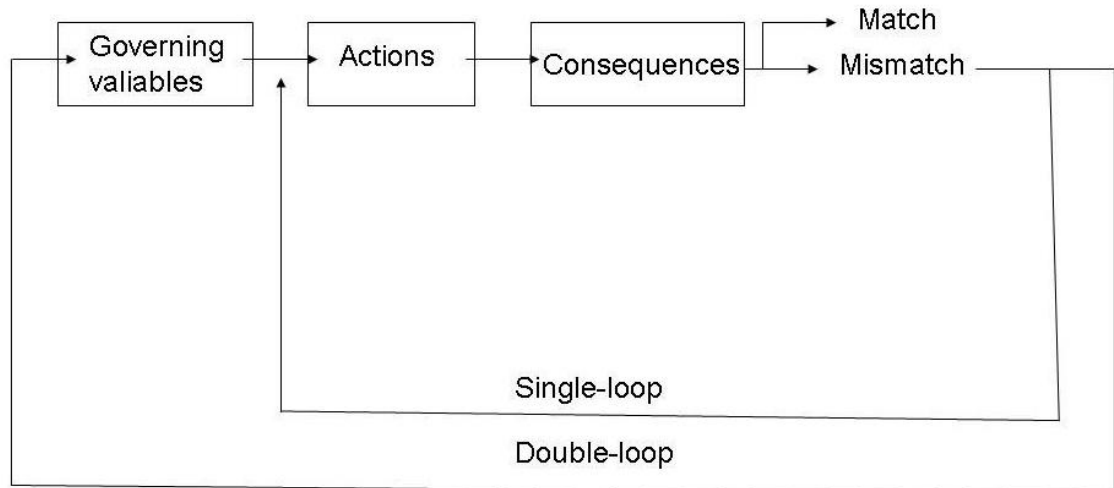 Governing
valiables
Actions
Consequences
Match
Mismatch
Single-loop
Double-loop